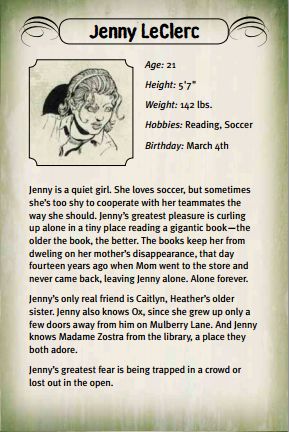 Jenny LeClerc
Age: 21
Height: 5'7"
Weight: 142 lbs.
Hobbies: Reading, Soccer
Birthday: March 4th
Jenny is a quiet girl. She loves soccer, but sometimes
she's too shy to cooperate with her teammates the
way she should. Jenny's greatest pleasure is curling
up alone in a tiny place reading a gigantic book—the
older the book, the better. The books keep her from
dweling on her mother's disappearance, that day
fourteen years ago when Mom went to the store and
never came back, leaving Jenny alone. Alone forever.
Jenny's only real friend is Caitlyn, Heather's older
sister. Jenny also knows Ox, since she grew up only a
few doors away from him on Mulberry Lane. And Jenny
knows Madame Zostra from the library, a place they
both adore.
Jenny's greatest fear is being trapped in a crowd or
lost out in the open.